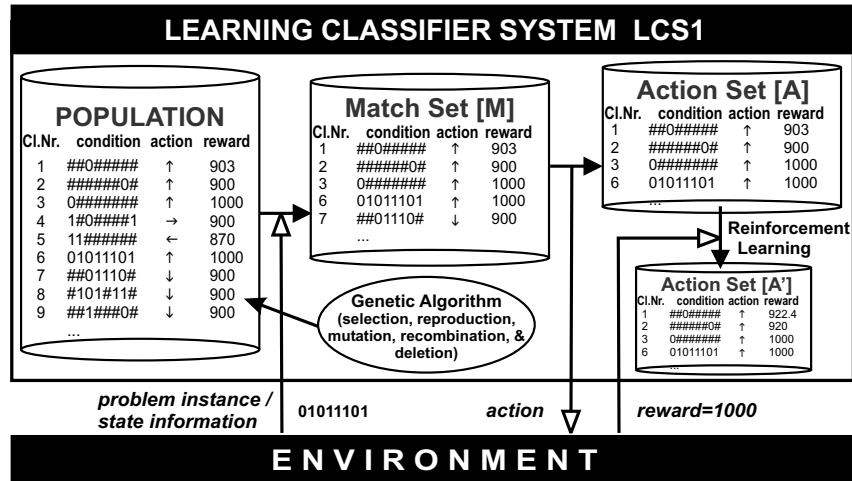 LEARNING CLASSIFIER SYSTEM LCS1
POPULATION
Cl.Nr. condition action reward
1 ##0##### ↑ 903
2 ######0# ↑ 900
3 0####### ↑ 1000
4 1#0####1 → 900
5 11###### ← 870
6 01011101 ↑ 1000
7 ##01110# ↓ 900
8 #101#11# ↓ 900
9 ##1###0# ↓ 900
...
Match Set [M]
Cl.Nr. condition action reward
1 ##0##### ↑ 903
2 ######0# ↑ 900
3 0####### ↑ 1000
6 01011101 ↑ 1000
7 ##01110# ↓ 900
...
Action Set [A]
Cl.Nr. condition action reward
1 ##0##### ↑ 903
2 ######0# ↑ 900
3 0####### ↑ 1000
6 01011101 ↑ 1000
...
Reinforcement
Learning
Action Set [A']
Cl.Nr. condition action reward
1 ##0##### ↑ 922.4
2 ######0# ↑ 920
3 0####### ↑ 1000
6 01011101 ↑ 1000
...
Genetic Algorithm
(selection, reproduction,
mutation, recombination, &
deletion)
problem instance /
state information
01011101
action
reward=1000
ENVIRONMENT